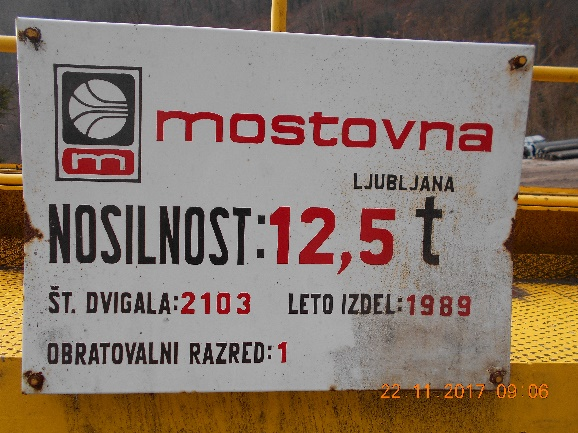 m mostovna
LJUBLJANA
NOSILNOST: 12,5 t
ŠT. DVIGALA: 2103 LETO IZDEL: 1989
OBRATOVALNI RAZRED: 1
22 11 2017 09:06